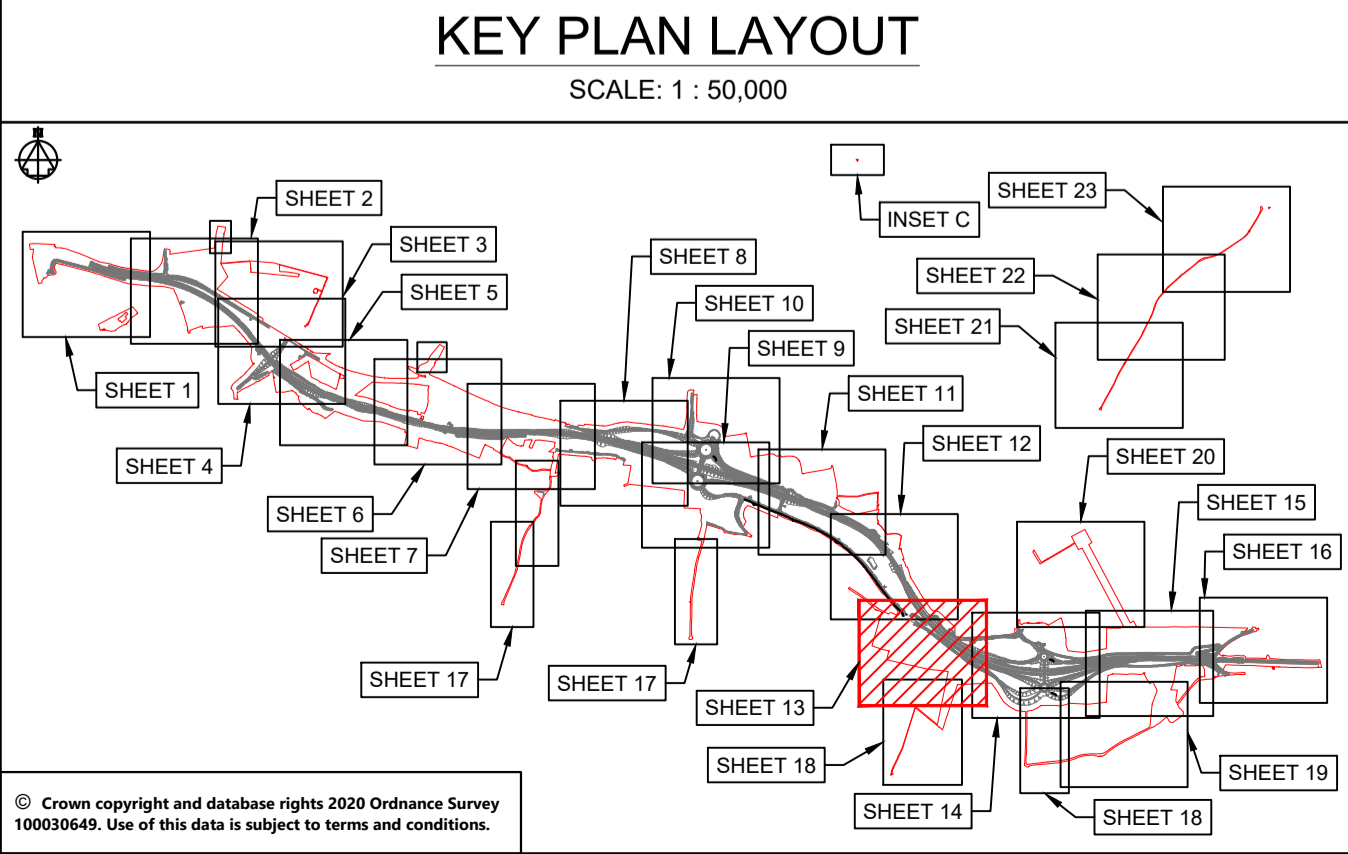 KEY PLAN LAYOUT
SCALE: 1 : 50,000
N
SHEET 2
SHEET 3
SHEET 5
SHEET 8
SHEET 10
SHEET 9
SHEET 11
SHEET 12
INSET C
SHEET 23
SHEET 22
SHEET 21
SHEET 1
SHEET 4
SHEET 6
SHEET 7
SHEET 20
SHEET 15
SHEET 16
SHEET 17
SHEET 17
SHEET 13
SHEET 18
SHEET 14
SHEET 18
SHEET 19
© Crown copyright and database rights 2020 Ordnance Survey
100030649. Use of this data is subject to terms and conditions.